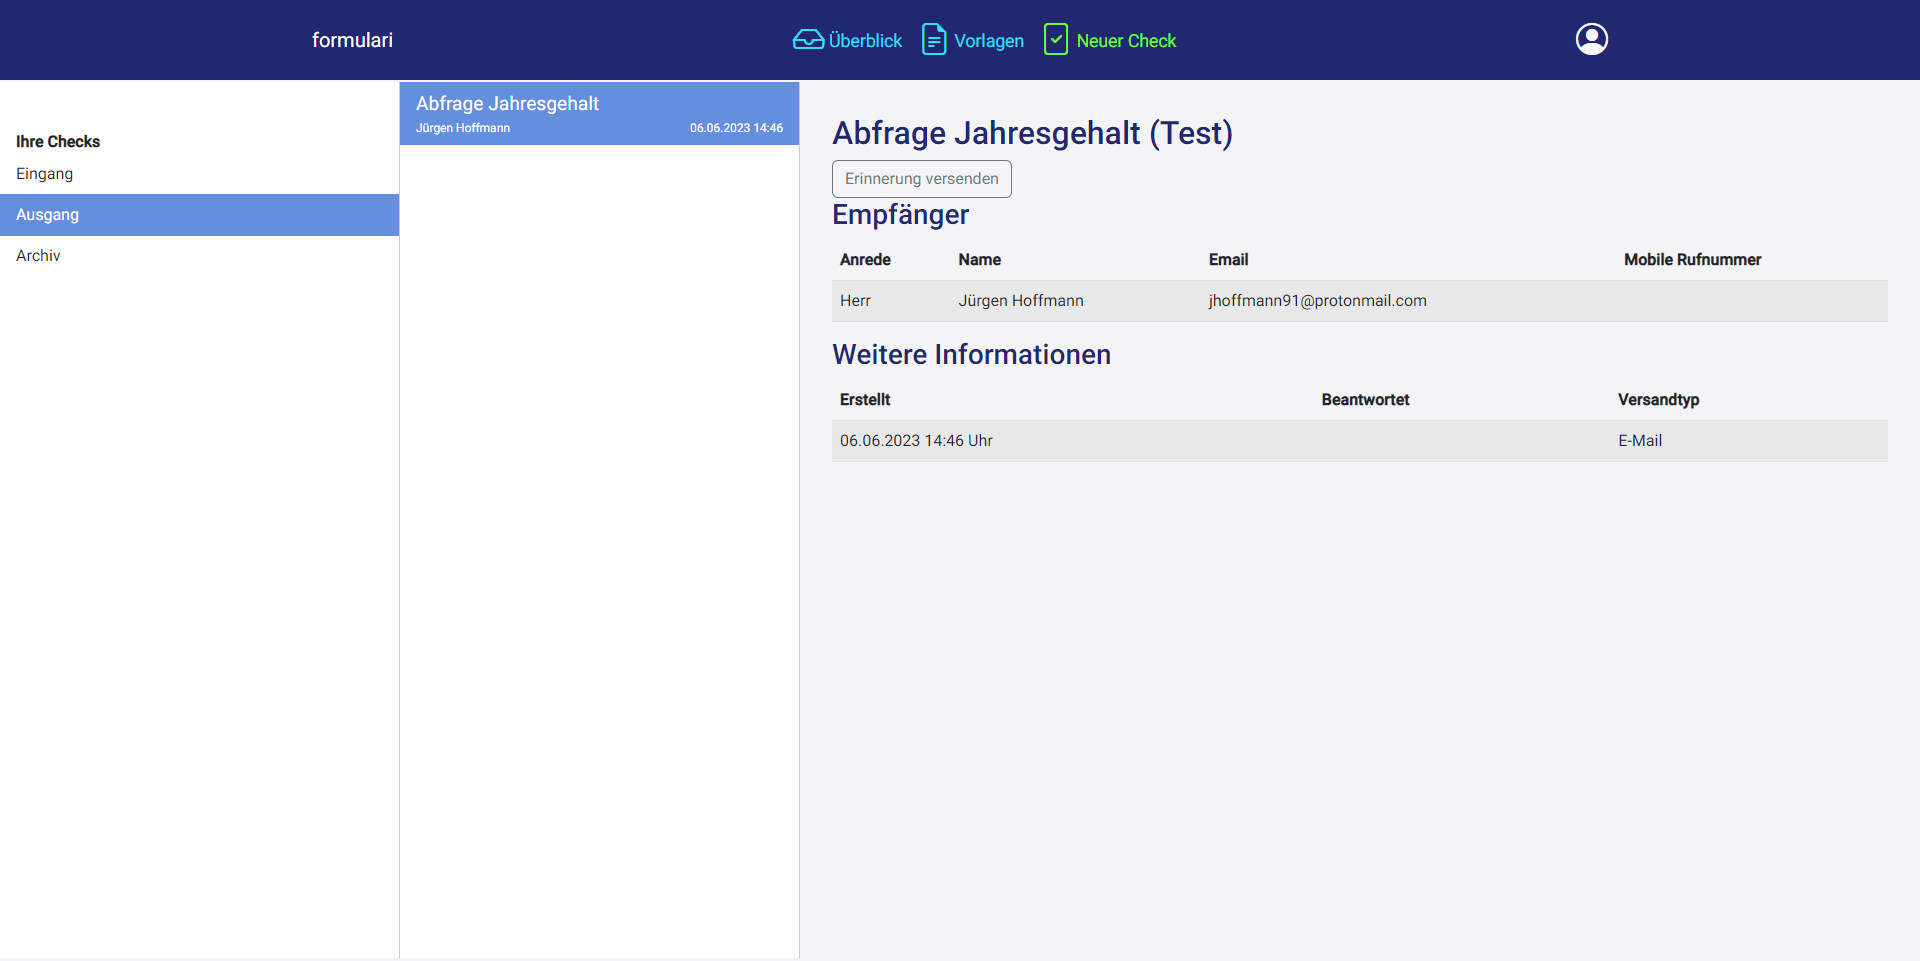 formulari
Überblick
Vorlagen
Neuer Check
Ihre Checks
Eingang
Ausgang
Archiv
Abfrage Jahresgehalt
Jürgen Hoffmann 06.06.2023 14:46
Abfrage Jahresgehalt (Test)
Erinnerung versenden
Empfänger
Anrede Name Email Mobile Rufnummer
Herr Jürgen Hoffmann jhoffmann91@protonmail.com
Weitere Informationen
Erstellt Beantwortet Versandtyp
06.06.2023 14:46 Uhr E-Mail